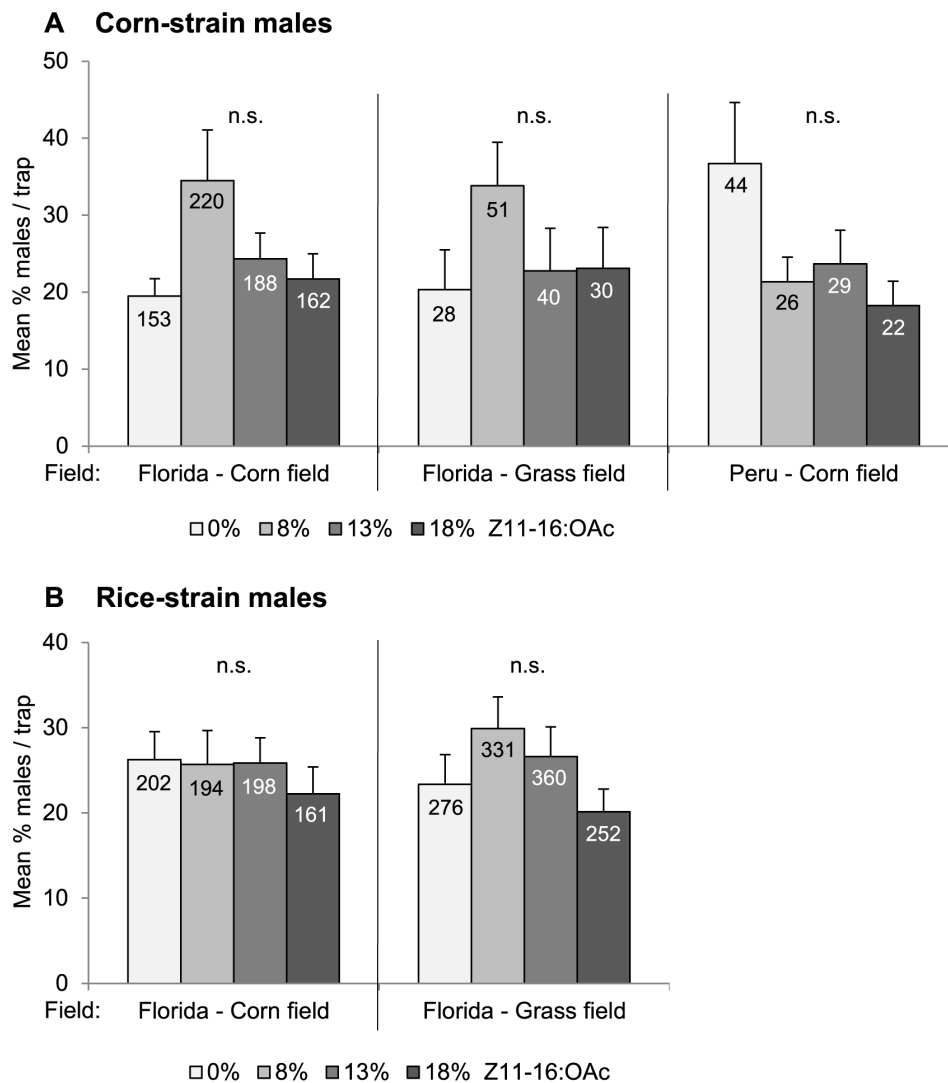 A Corn-strain males
50
40
30
20
10
0
Mean % males / trap
n.s. n.s. n.s.
153 220 188 162 28 51 40 30 44 26 29 22
Field: Florida - Corn field Florida - Grass field Peru - Corn field
0% 8% 13% 18% Z11-16:OAc
B Rice-strain males
40
30
20
10
0
Mean % males / trap
n.s. n.s.
202 194 198 161 276 331 360 252
Field: Florida - Corn field Florida - Grass field
0% 8% 13% 18% Z11-16:OAc